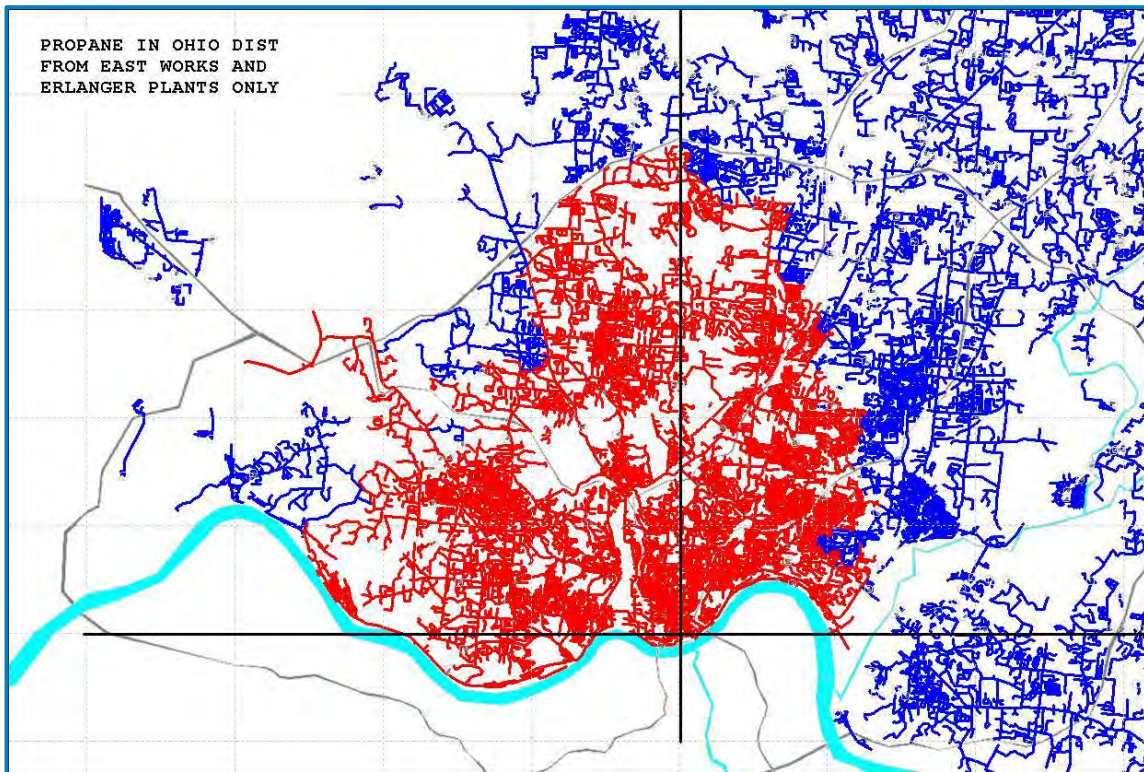 PROPANE IN OHIO DIST
FROM EAST WORKS AND
ERLANGER PLANTS ONLY